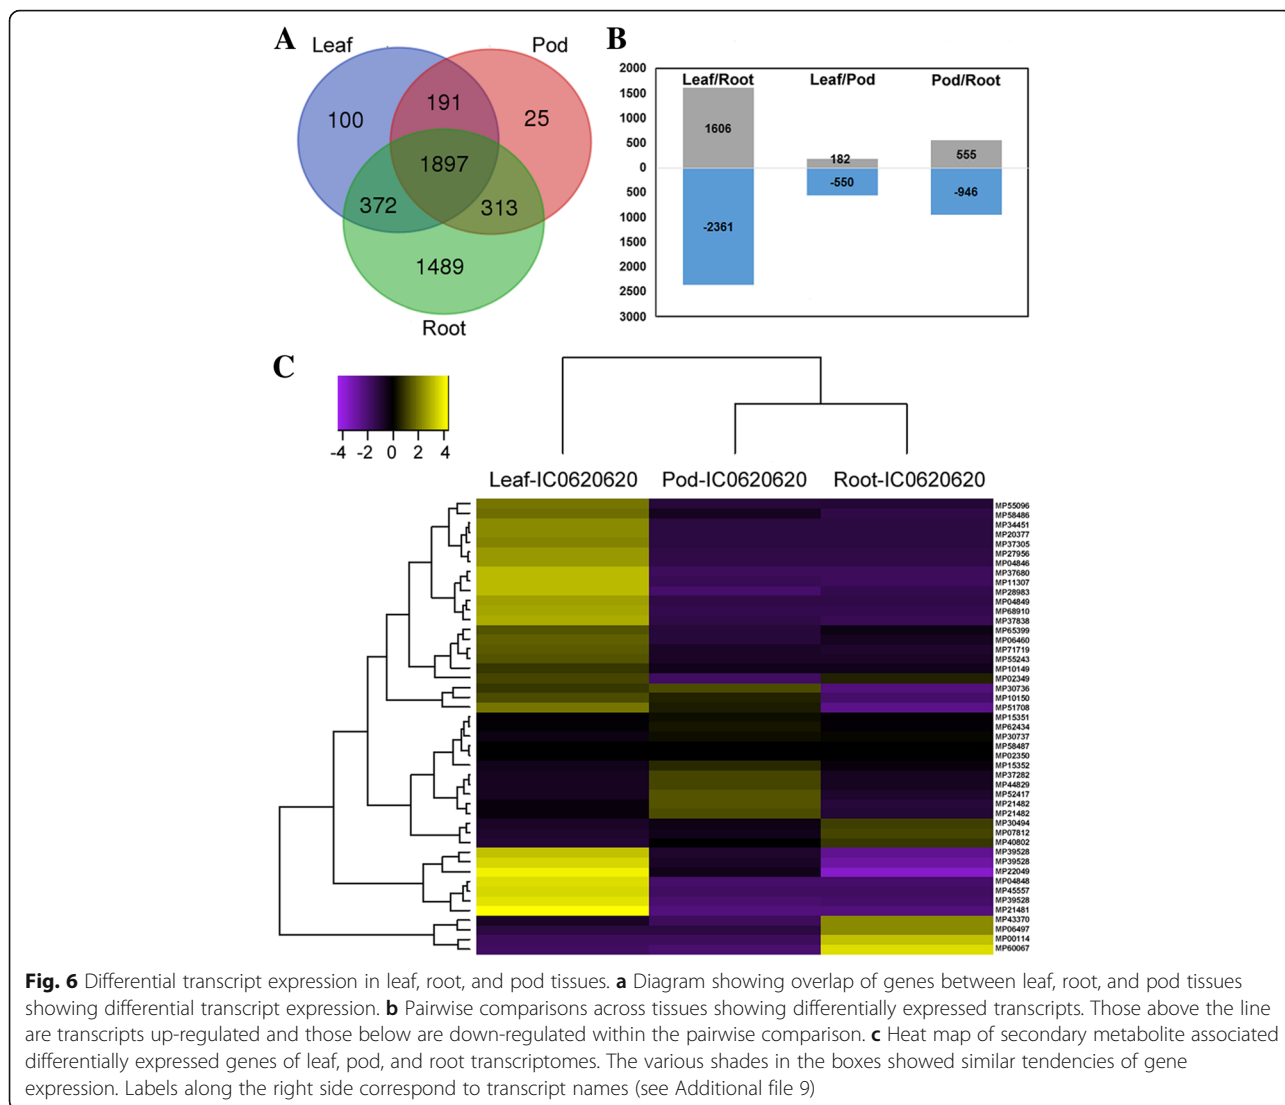 A
Leaf
Pod
100
191
25
1897
372
313
1489
Root
B
2000
1500
1000
500
0
500
1000
1500
2000
2500
3000
Leaf/Root
Leaf/Pod
Pod/Root
1606
182
555
-2361
-550
-946
C
-4 -2 0 2 4
Leaf-IC0620620 Pod-IC0620620 Root-IC0620620
MP55096
MP58486
MP34451
MP20377
MP37305
MP27956
MP04846
MP37680
MP11307
MP28983
MP04849
MP68910
MP37838
MP65399
MP06460
MP71719
MP55243
MP10149
MP02349
MP30736
MP10150
MP51708
MP15351
MP62434
MP30737
MP58487
MP02350
MP15352
MP37282
MP44829
MP52417
MP21482
MP21482
MP30494
MP07812
MP40802
MP39528
MP39528
MP22049
MP04848
MP45557
MP39528
MP21481
MP43370
MP06497
MP00114
MP60067
Fig. 6 Differential transcript expression in leaf, root, and pod tissues. a Diagram showing overlap of genes between leaf, root, and pod tissues
showing differential transcript expression. b Pairwise comparisons across tissues showing differentially expressed transcripts. Those above the line
are transcripts up-regulated and those below are down-regulated within the pairwise comparison. c Heat map of secondary metabolite associated
differentially expressed genes of leaf, pod, and root transcriptomes. The various shades in the boxes showed similar tendencies of gene
expression. Labels along the right side correspond to transcript names (see Additional file 9)